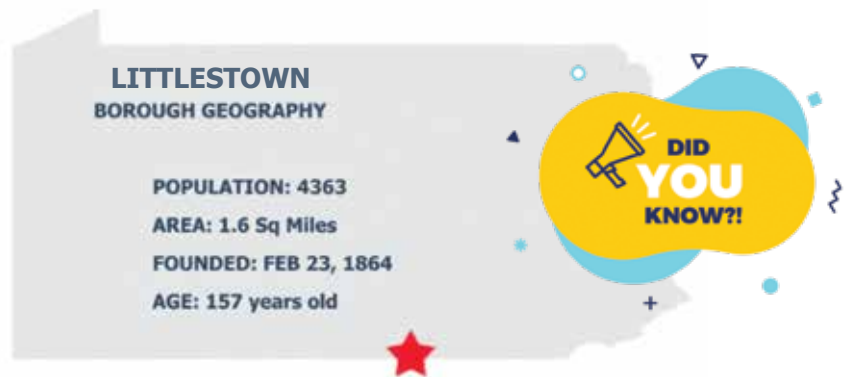 LITTLESTOWN
BOROUGH GEOGRAPHY
POPULATION: 4363
AREA: 1.6 Sq Miles
FOUNDED: FEB 23, 1864
AGE: 157 years old
DID
YOU
KNOW?!